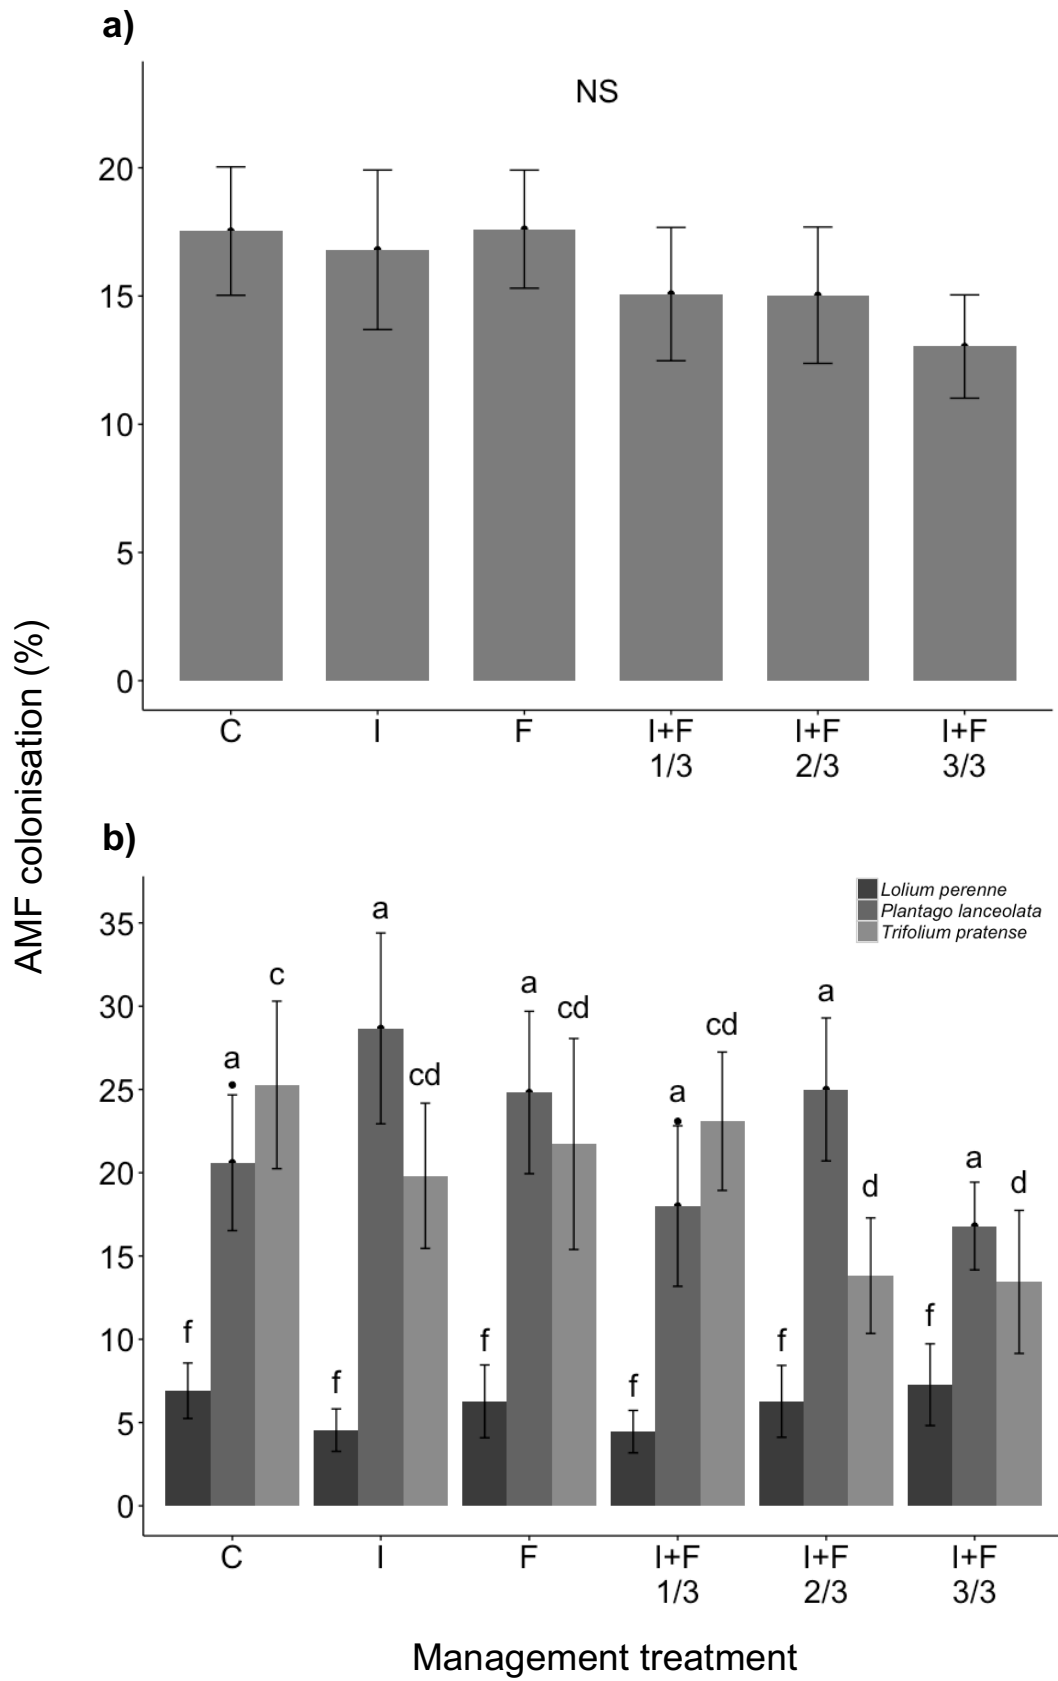 a)
NS
20
15
10
5
0
C I F I+F I+F I+F
1/3 2/3 3/3
AMF colonisation (%)
b)
Lolium perenne
Plantago lanceolata
Trifolium pratense
35
30
25
20
15
10
5
0
a c a cd a cd a cd a d a d
f f f f f f
C I F I+F I+F I+F
1/3 2/3 3/3
Management treatment